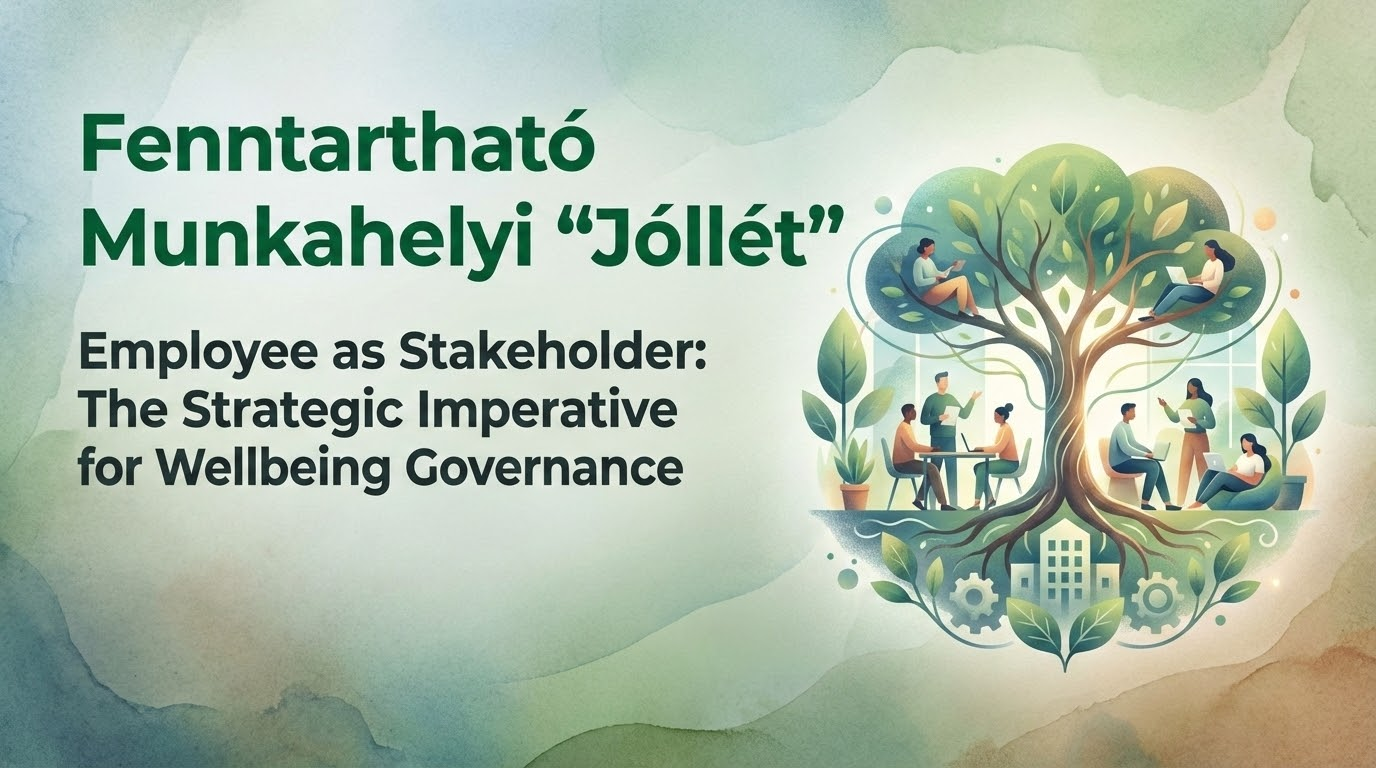 Fenntartható
Munkahelyi “Jóllét”
Employee as Stakeholder:
The Strategic Imperative
for Wellbeing Governance